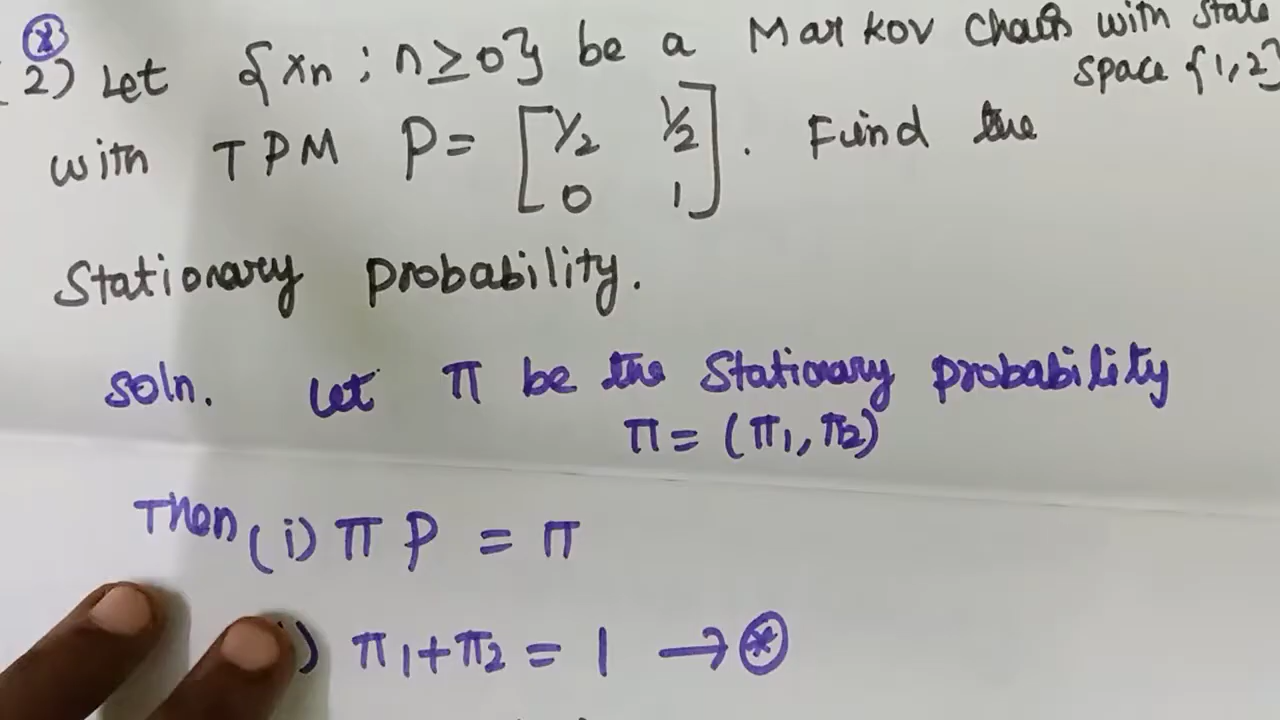 2) Let {Xn ; n ≥ 0} be a Markov chain with state
space {1,2}
with TPM P = [1/2 1/2
0 1]. Find the
Stationary probability.
soln. Let π be the Stationary probability
π = (π1, π2)
Then (i) π P = π
) π1 + π2 = 1 → ⊛